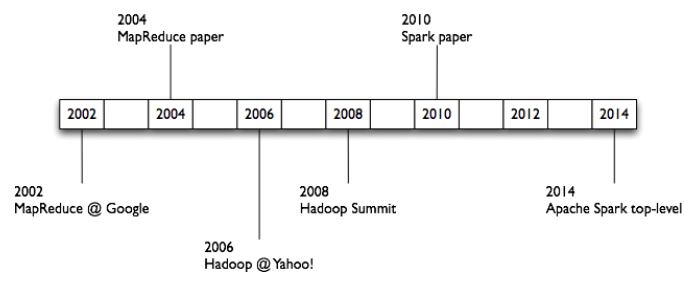 2004
MapReduce paper
2010
Spark paper
2002 2004 2006 2008 2010 2012 2014
2002
MapReduce @ Google
2008
Hadoop Summit
2014
Apache Spark top-level
2006
Hadoop @ Yahoo!